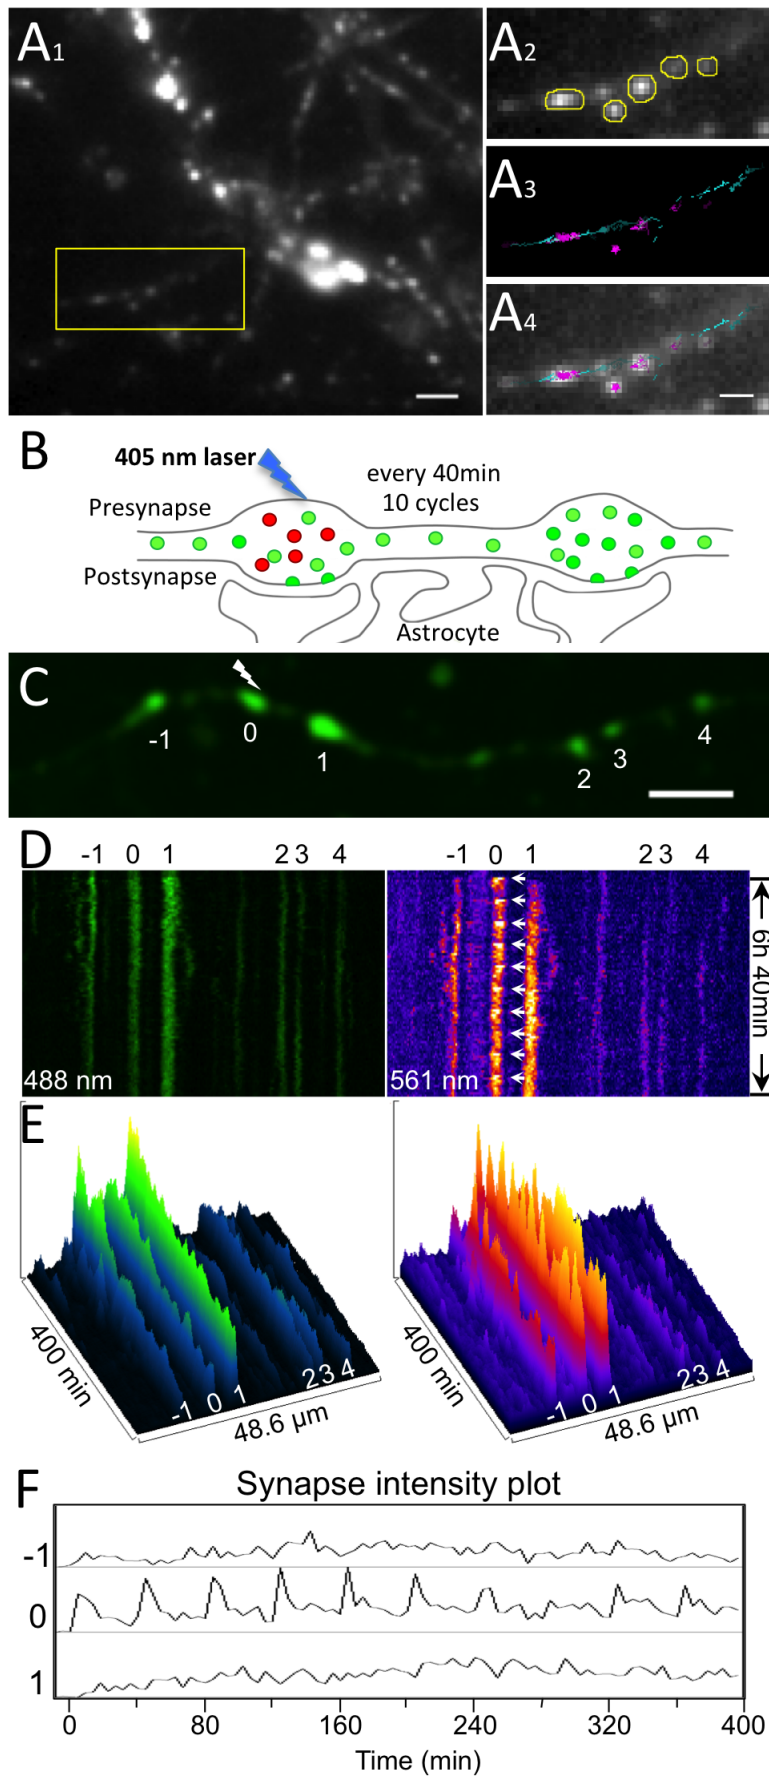 A1
A2
A3
A4
B
405 nm laser
every 40min
10 cycles
Presynapse
Postsynapse
Astrocyte
C
-1
0
1
2
3
4
D
-1 0 1 2 3 4
-1 0 1 2 3 4
488 nm
561 nm
6h 40min
E
400 min
-1 0 1 2 3 4
48.6 µm
400 min
-1 0 1 2 3 4
48.6 µm
F
Synapse intensity plot
-1
0
1
0 80 160 240 320 400
Time (min)